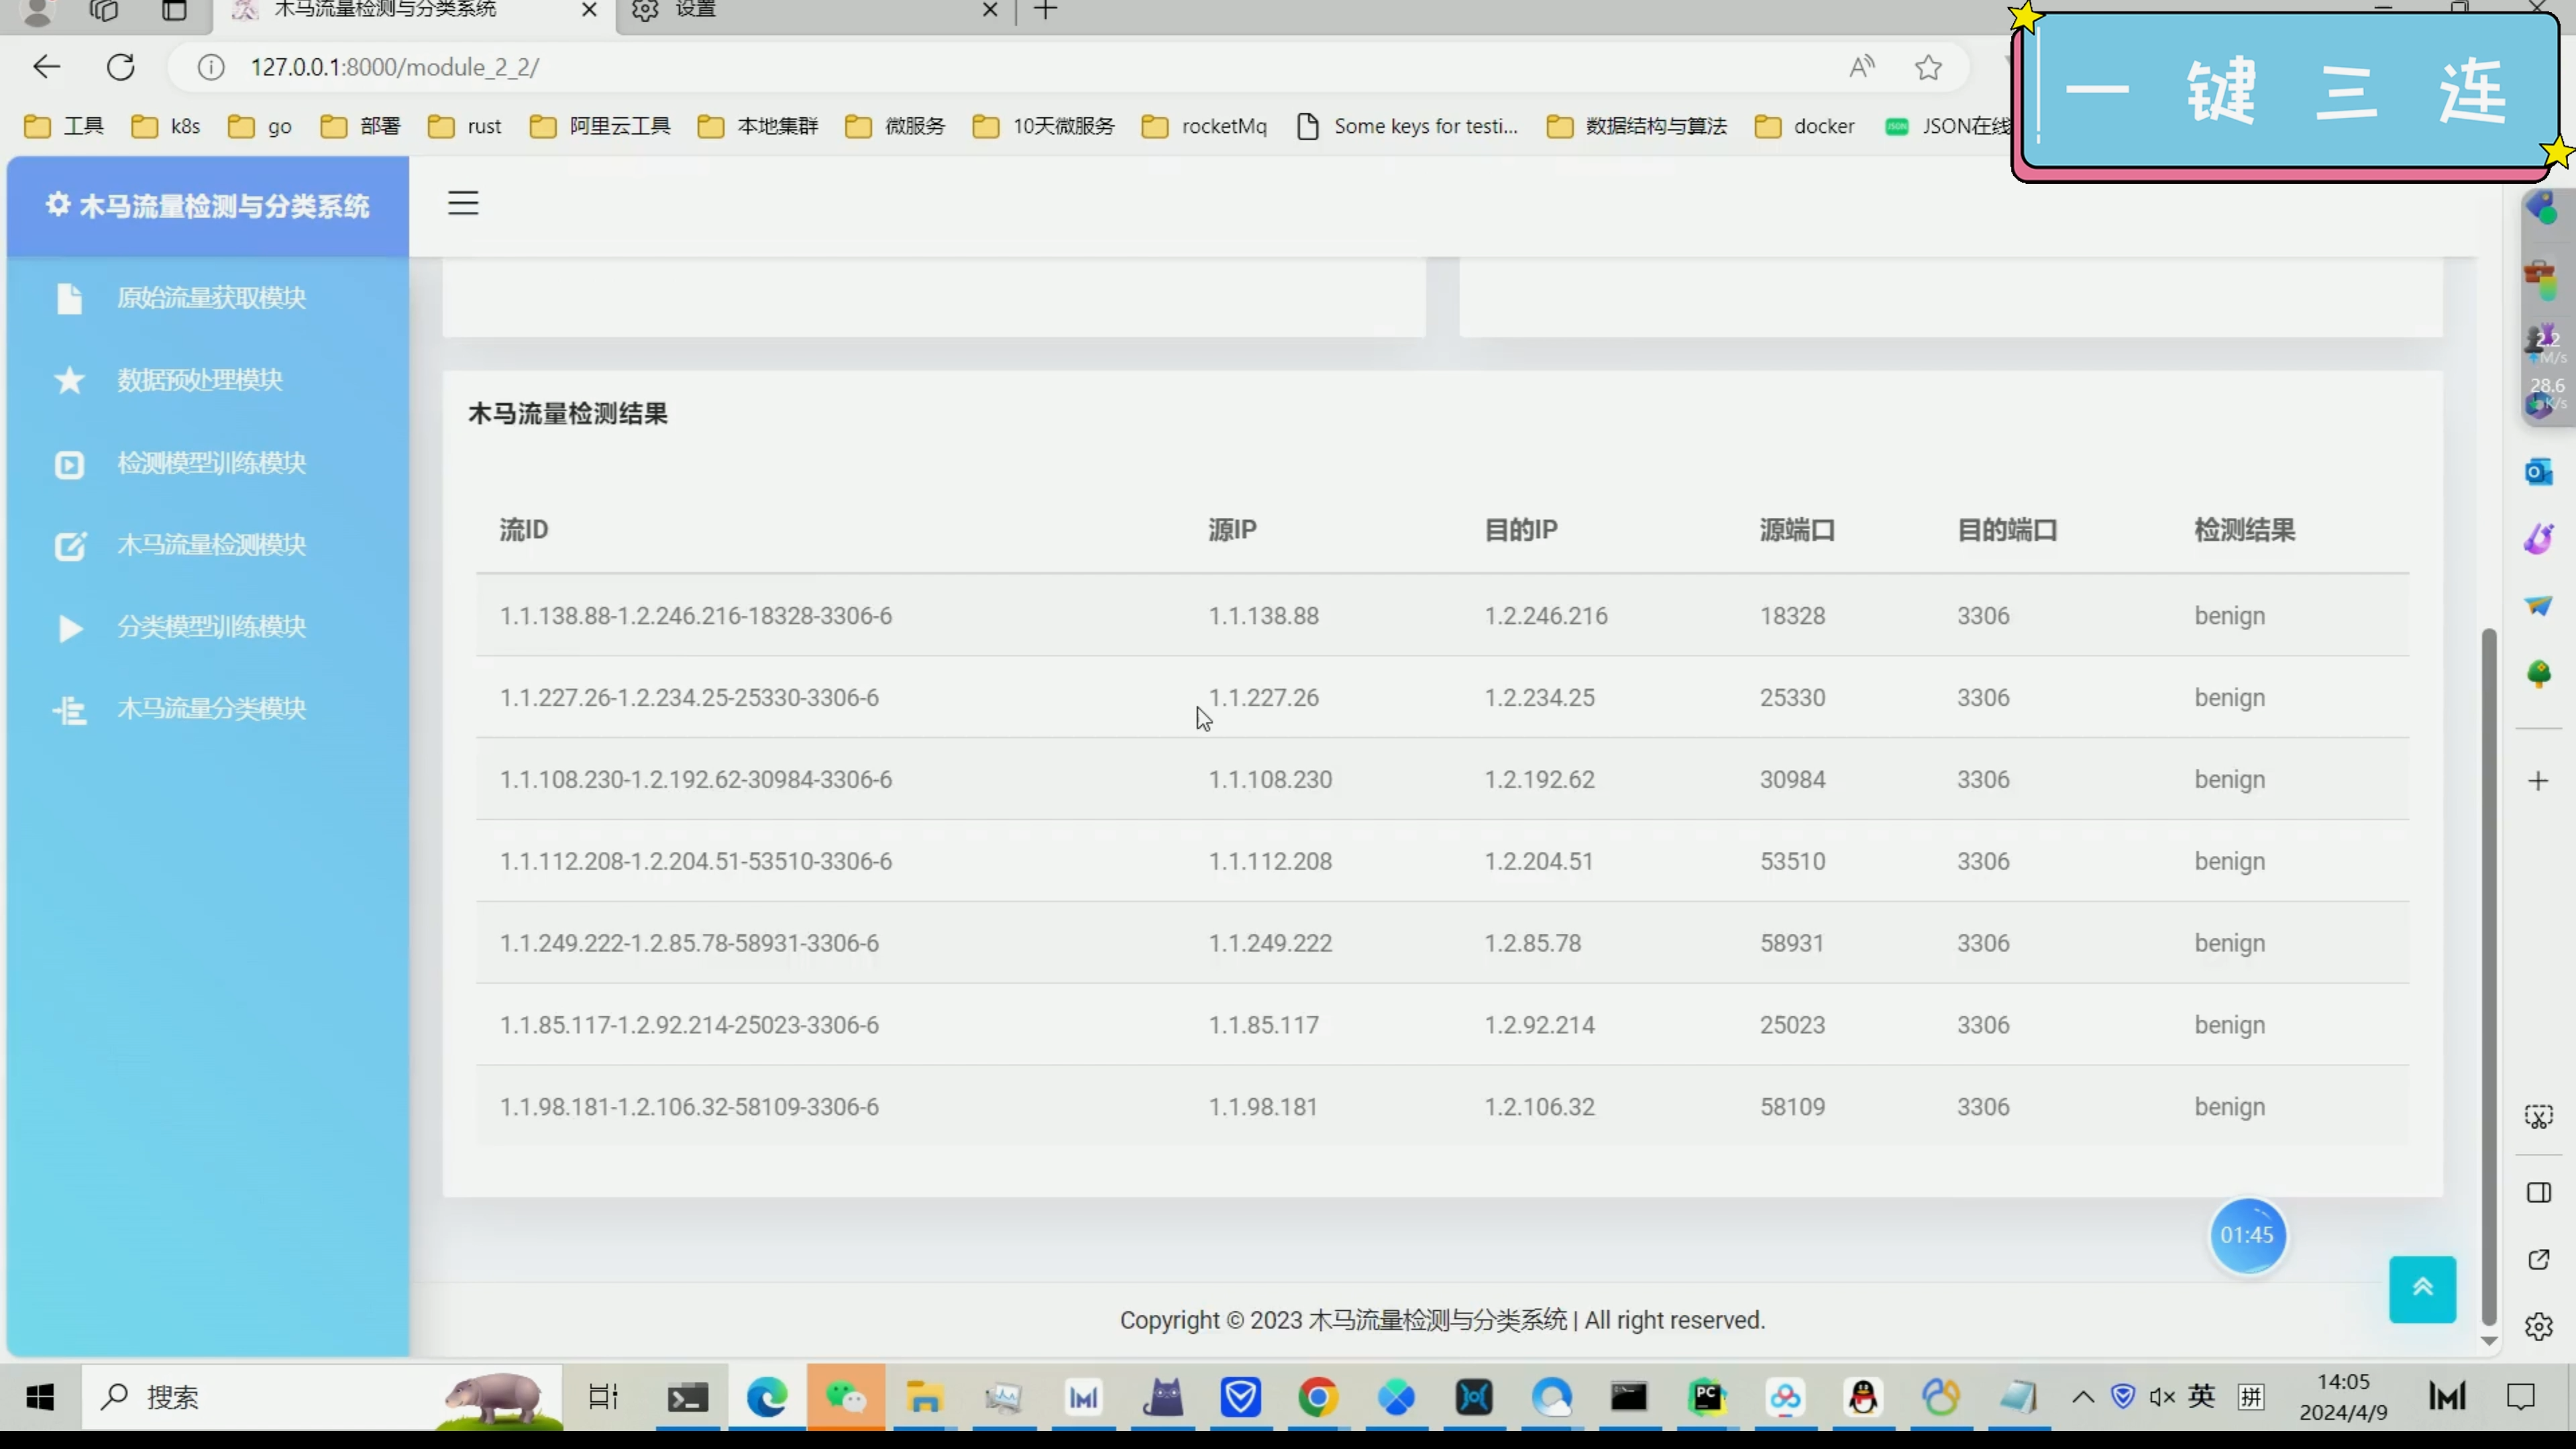 木马流量检测与分类系统
设置
一 键 三 连
127.0.0.1:8000/module_2_2/
工具
k8s
go
部署
rust
阿里云工具
本地集群
微服务
10天微服务
rocketMq
Some keys for testi...
数据结构与算法
docker
JSON在线
木马流量检测与分类系统
原始流量获取模块
数据预处理模块
检测模型训练模块
木马流量检测模块
分类模型训练模块
木马流量分类模块
2.2
M/s
28.6
K/s
木马流量检测结果
流ID 源IP 目的IP 源端口 目的端口 检测结果
1.1.138.88-1.2.246.216-18328-3306-6 1.1.138.88 1.2.246.216 18328 3306 benign
1.1.227.26-1.2.234.25-25330-3306-6 1.1.227.26 1.2.234.25 25330 3306 benign
1.1.108.230-1.2.192.62-30984-3306-6 1.1.108.230 1.2.192.62 30984 3306 benign
1.1.112.208-1.2.204.51-53510-3306-6 1.1.112.208 1.2.204.51 53510 3306 benign
1.1.249.222-1.2.85.78-58931-3306-6 1.1.249.222 1.2.85.78 58931 3306 benign
1.1.85.117-1.2.92.214-25023-3306-6 1.1.85.117 1.2.92.214 25023 3306 benign
1.1.98.181-1.2.106.32-58109-3306-6 1.1.98.181 1.2.106.32 58109 3306 benign
01:45
Copyright © 2023 木马流量检测与分类系统 | All right reserved.
搜索
英
拼
14:05
2024/4/9